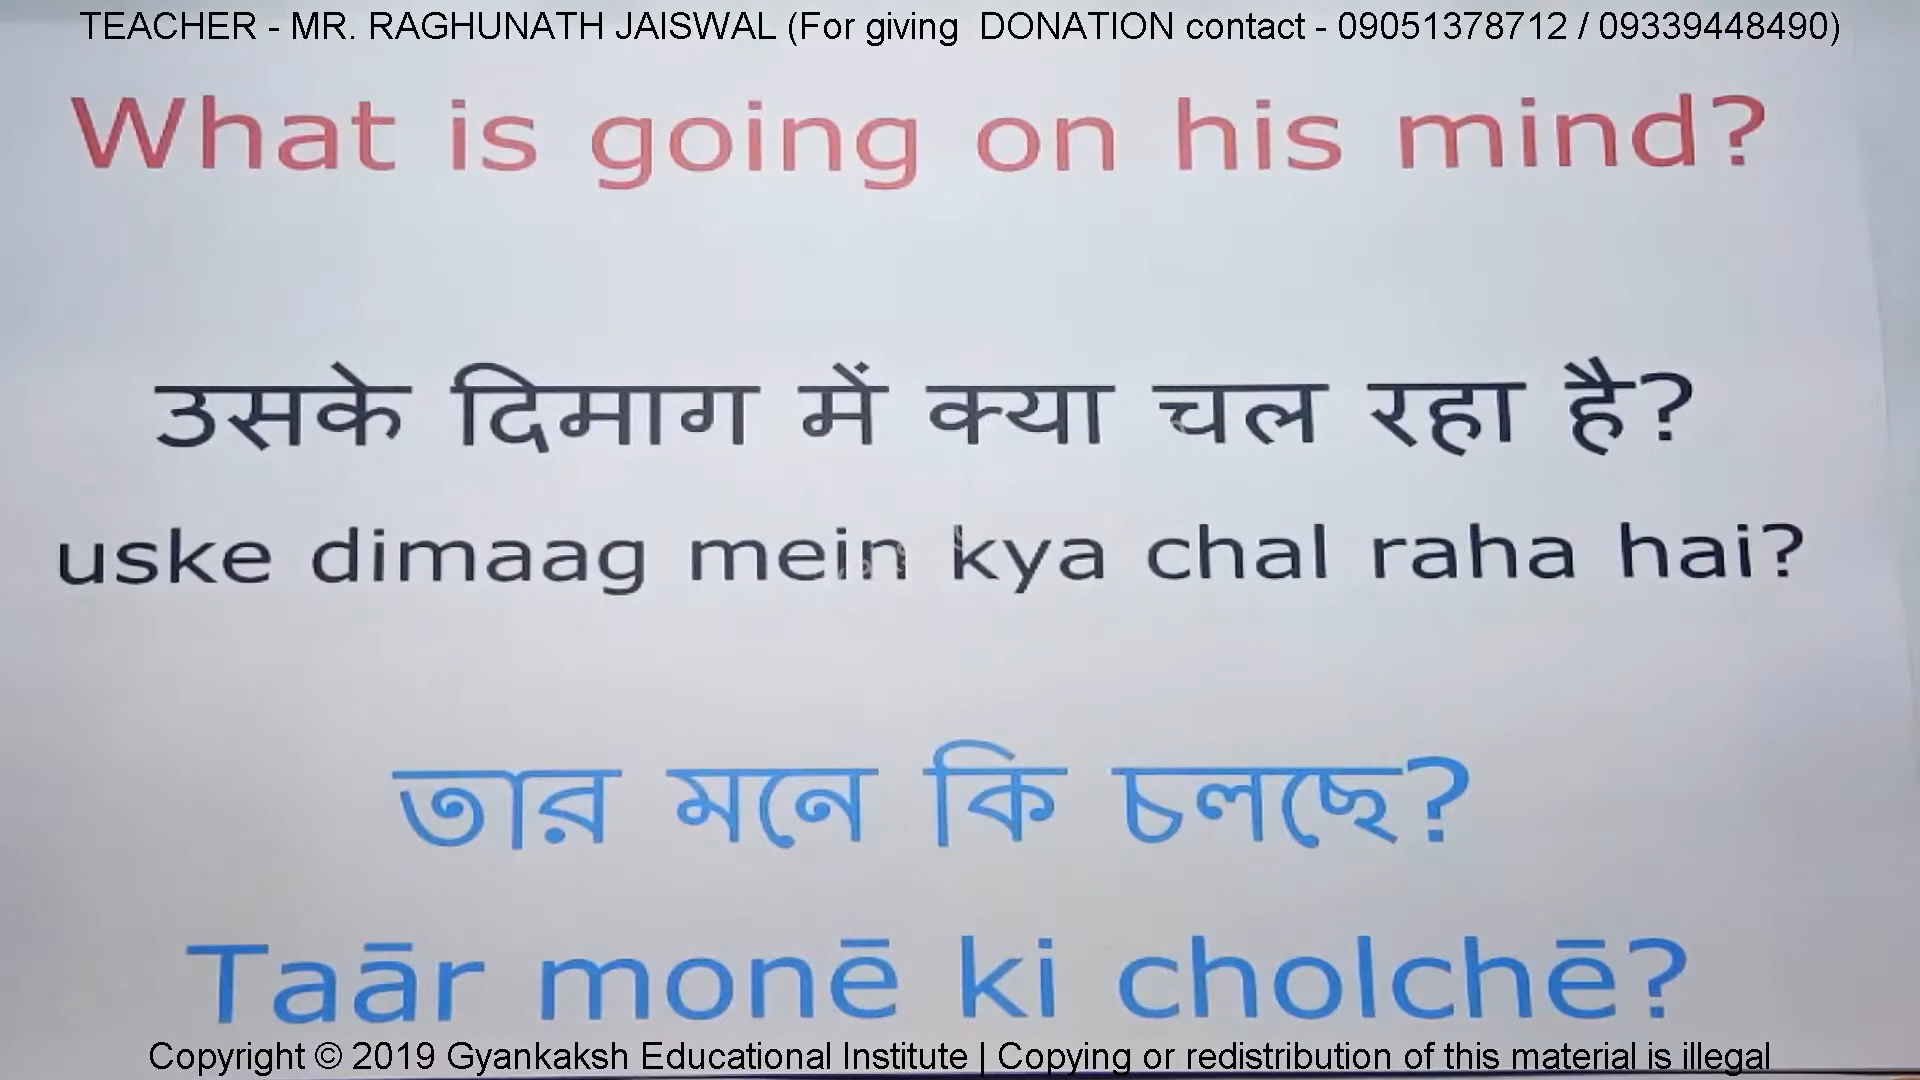 TEACHER - MR. RAGHUNATH JAISWAL (For giving  DONATION contact - 09051378712 / 09339448490)
What is going on his mind?
उसके दिमाग में क्या चल रहा है?
uske dimaag mein kya chal raha hai?
তার মনে কি চলছে?
Taār monē ki cholchē?
Copyright © 2019 Gyankaksh Educational Institute | Copying or redistribution of this material is illegal